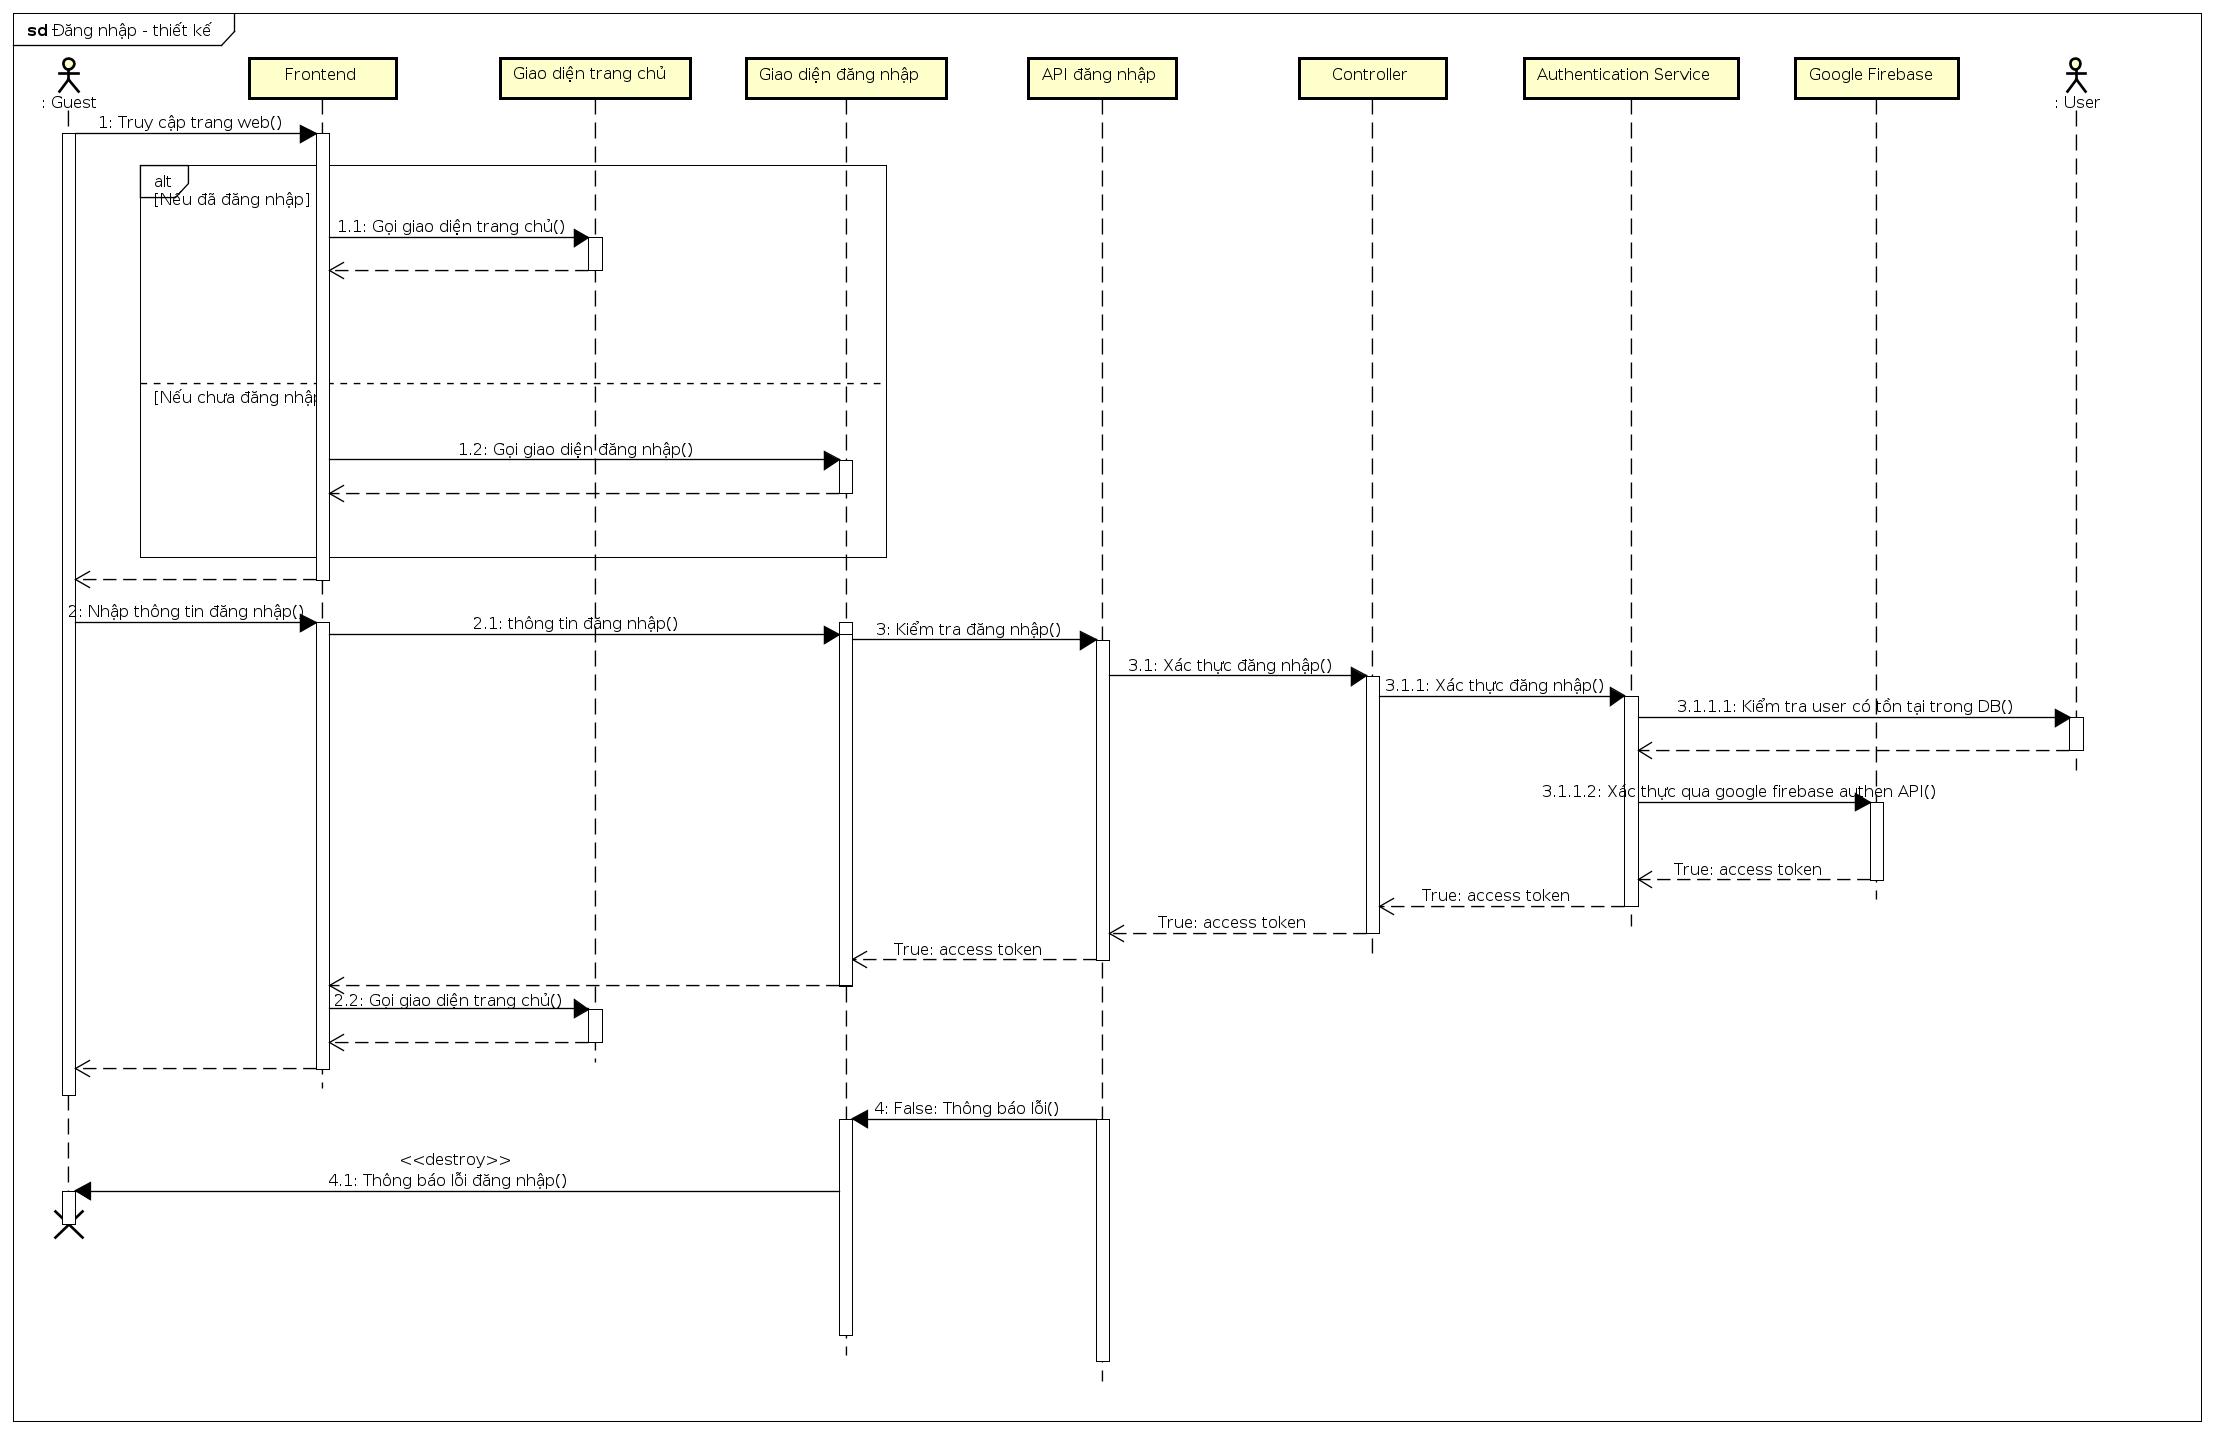 sd Đăng nhập - thiết kế
: Guest
Frontend
Giao diện trang chủ
Giao diện đăng nhập
API đăng nhập
Controller
Authentication Service
Google Firebase
: User
1: Truy cập trang web()
alt
[Nếu đã đăng nhập]
1.1: Gọi giao diện trang chủ()
[Nếu chưa đăng nhập
1.2: Gọi giao diện đăng nhập()
2: Nhập thông tin đăng nhập()
2.1: thông tin đăng nhập()
3: Kiểm tra đăng nhập()
3.1: Xác thực đăng nhập()
3.1.1: Xác thực đăng nhập()
3.1.1.1: Kiểm tra user có tồn tại trong DB()
3.1.1.2: Xác thực qua google firebase authen API()
True: access token
True: access token
True: access token
True: access token
2.2: Gọi giao diện trang chủ()
4: False: Thông báo lỗi()
<<destroy>>
4.1: Thông báo lỗi đăng nhập()